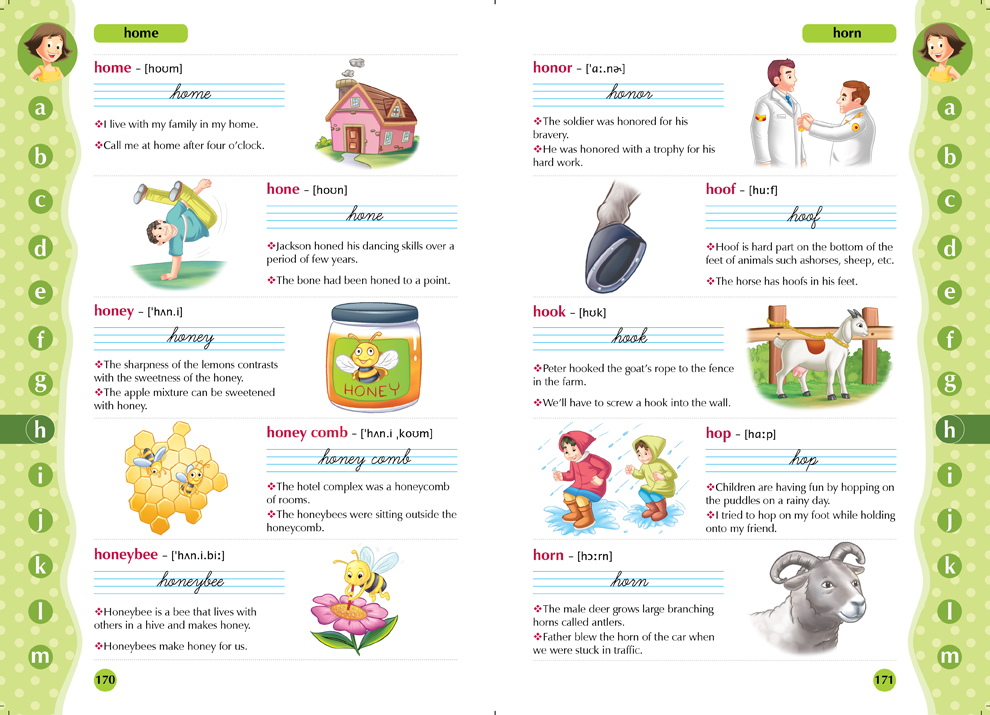 home
home – [hoʊm]
home
❖I live with my family in my home.
❖Call me at home after four o’clock.
hone – [hoʊn]
hone
❖Jackson honed his dancing skills over a
period of few years.
❖The bone had been honed to a point.
honey – [ˈhʌn.i]
honey
❖The sharpness of the lemons contrasts
with the sweetness of the honey.
❖The apple mixture can be sweetened
with honey.
HONEY
honey comb – [ˈhʌn.i ˌkoʊm]
honey comb
❖The hotel complex was a honeycomb
of rooms.
❖The honeybees were sitting outside the
honeycomb.
honeybee – [ˈhʌn.i.biː]
honeybee
❖Honeybee is a bee that lives with
others in a hive and makes honey.
❖Honeybees make honey for us.
170
a
b
c
d
e
f
g
h
i
j
k
l
m
horn
honor – [ˈɑː.nɚ]
honor
❖The soldier was honored for his
bravery.
❖He was honored with a trophy for his
hard work.
hoof – [huːf]
hoof
❖Hoof is hard part on the bottom of the
feet of animals such ashorses, sheep, etc.
❖The horse has hoofs in his feet.
hook – [hʊk]
hook
❖Peter hooked the goat’s rope to the fence
in the farm.
❖We’ll have to screw a hook into the wall.
hop – [hɑːp]
hop
❖Children are having fun by hopping on
the puddles on a rainy day.
❖I tried to hop on my foot while holding
onto my friend.
horn – [hɔːrn]
horn
❖The male deer grows large branching
horns called antlers.
❖Father blew the horn of the car when
we were stuck in traffic.
171
a
b
c
d
e
f
g
h
i
j
k
l
m